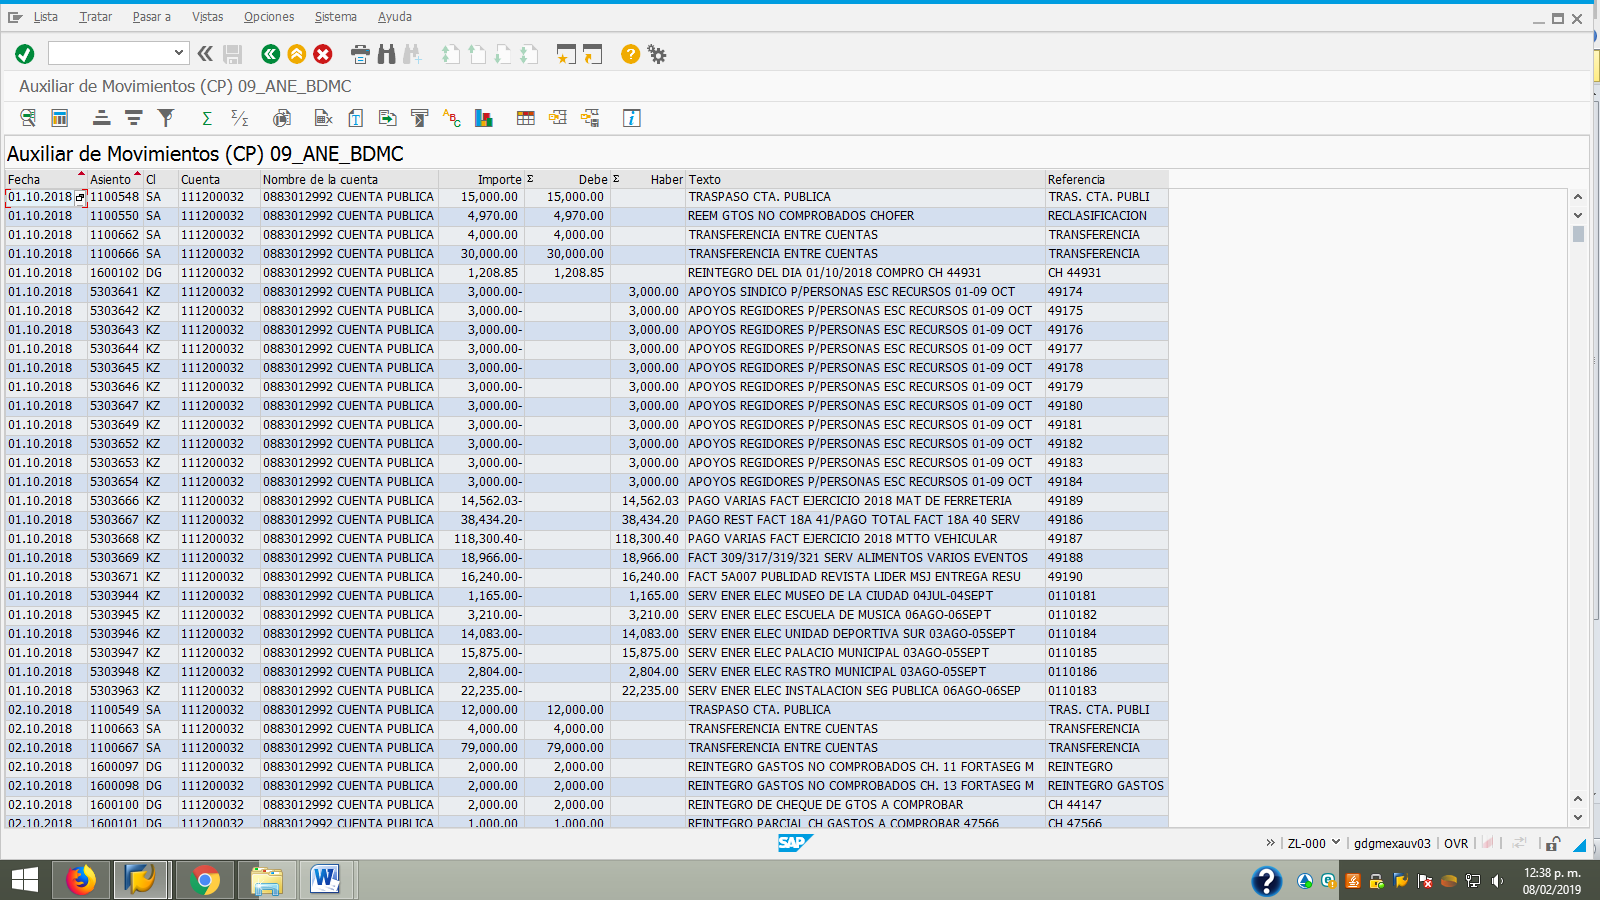 Lista Tratar Pasar a Vistas Opciones Sistema Ayuda
Auxiliar de Movimientos (CP) 09_ANE_BDMC
Auxiliar de Movimientos (CP) 09_ANE_BDMC
Fecha Asiento Cl Cuenta Nombre de la cuenta Importe Σ Debe Σ Haber Texto Referencia
01.10.2018 1100548 SA 111200032 0883012992 CUENTA PUBLICA 15,000.00 15,000.00 TRASPASO CTA. PUBLICA TRAS. CTA. PUBLI
01.10.2018 1100550 SA 111200032 0883012992 CUENTA PUBLICA 4,970.00 4,970.00 REEM GTOS NO COMPROBADOS CHOFER RECLASIFICACION
01.10.2018 1100662 SA 111200032 0883012992 CUENTA PUBLICA 4,000.00 4,000.00 TRANSFERENCIA ENTRE CUENTAS TRANSFERENCIA
01.10.2018 1100666 SA 111200032 0883012992 CUENTA PUBLICA 30,000.00 30,000.00 TRANSFERENCIA ENTRE CUENTAS TRANSFERENCIA
01.10.2018 1600102 DG 111200032 0883012992 CUENTA PUBLICA 1,208.85 1,208.85 REINTEGRO DEL DIA 01/10/2018 COMPRO CH 44931 CH 44931
01.10.2018 5303641 KZ 111200032 0883012992 CUENTA PUBLICA 3,000.00- 3,000.00 APOYOS SINDICO P/PERSONAS ESC RECURSOS 01-09 OCT 49174
01.10.2018 5303642 KZ 111200032 0883012992 CUENTA PUBLICA 3,000.00- 3,000.00 APOYOS REGIDORES P/PERSONAS ESC RECURSOS 01-09 OCT 49175
01.10.2018 5303643 KZ 111200032 0883012992 CUENTA PUBLICA 3,000.00- 3,000.00 APOYOS REGIDORES P/PERSONAS ESC RECURSOS 01-09 OCT 49176
01.10.2018 5303644 KZ 111200032 0883012992 CUENTA PUBLICA 3,000.00- 3,000.00 APOYOS REGIDORES P/PERSONAS ESC RECURSOS 01-09 OCT 49177
01.10.2018 5303645 KZ 111200032 0883012992 CUENTA PUBLICA 3,000.00- 3,000.00 APOYOS REGIDORES P/PERSONAS ESC RECURSOS 01-09 OCT 49178
01.10.2018 5303646 KZ 111200032 0883012992 CUENTA PUBLICA 3,000.00- 3,000.00 APOYOS REGIDORES P/PERSONAS ESC RECURSOS 01-09 OCT 49179
01.10.2018 5303647 KZ 111200032 0883012992 CUENTA PUBLICA 3,000.00- 3,000.00 APOYOS REGIDORES P/PERSONAS ESC RECURSOS 01-09 OCT 49180
01.10.2018 5303649 KZ 111200032 0883012992 CUENTA PUBLICA 3,000.00- 3,000.00 APOYOS REGIDORES P/PERSONAS ESC RECURSOS 01-09 OCT 49181
01.10.2018 5303652 KZ 111200032 0883012992 CUENTA PUBLICA 3,000.00- 3,000.00 APOYOS REGIDORES P/PERSONAS ESC RECURSOS 01-09 OCT 49182
01.10.2018 5303653 KZ 111200032 0883012992 CUENTA PUBLICA 3,000.00- 3,000.00 APOYOS REGIDORES P/PERSONAS ESC RECURSOS 01-09 OCT 49183
01.10.2018 5303654 KZ 111200032 0883012992 CUENTA PUBLICA 3,000.00- 3,000.00 APOYOS REGIDORES P/PERSONAS ESC RECURSOS 01-09 OCT 49184
01.10.2018 5303666 KZ 111200032 0883012992 CUENTA PUBLICA 14,562.03- 14,562.03 PAGO VARIAS FACT EJERCICIO 2018 MAT DE FERRETERIA 49189
01.10.2018 5303667 KZ 111200032 0883012992 CUENTA PUBLICA 38,434.20- 38,434.20 PAGO REST FACT 18A 41/PAGO TOTAL FACT 18A 40 SERV 49186
01.10.2018 5303668 KZ 111200032 0883012992 CUENTA PUBLICA 118,300.40- 118,300.40 PAGO VARIAS FACT EJERCICIO 2018 MTTO VEHICULAR 49187
01.10.2018 5303669 KZ 111200032 0883012992 CUENTA PUBLICA 18,966.00- 18,966.00 FACT 309/317/319/321 SERV ALIMENTOS VARIOS EVENTOS 49188
01.10.2018 5303671 KZ 111200032 0883012992 CUENTA PUBLICA 16,240.00- 16,240.00 FACT 5A007 PUBLIDAD REVISTA LIDER MSJ ENTREGA RESU 49190
01.10.2018 5303944 KZ 111200032 0883012992 CUENTA PUBLICA 1,165.00- 1,165.00 SERV ENER ELEC MUSEO DE LA CIUDAD 04JUL-04SEPT 0110181
01.10.2018 5303945 KZ 111200032 0883012992 CUENTA PUBLICA 3,210.00- 3,210.00 SERV ENER ELEC ESCUELA DE MUSICA 06AGO-06SEPT 0110182
01.10.2018 5303946 KZ 111200032 0883012992 CUENTA PUBLICA 14,083.00- 14,083.00 SERV ENER ELEC UNIDAD DEPORTIVA SUR 03AGO-05SEPT 0110184
01.10.2018 5303947 KZ 111200032 0883012992 CUENTA PUBLICA 15,875.00- 15,875.00 SERV ENER ELEC PALACIO MUNICIPAL 03AGO-05SEPT 0110185
01.10.2018 5303948 KZ 111200032 0883012992 CUENTA PUBLICA 2,804.00- 2,804.00 SERV ENER ELEC RASTRO MUNICIPAL 03AGO-05SEPT 0110186
01.10.2018 5303963 KZ 111200032 0883012992 CUENTA PUBLICA 22,235.00- 22,235.00 SERV ENER ELEC INSTALACION SEG PUBLICA 06AGO-06SEP 0110183
02.10.2018 1100549 SA 111200032 0883012992 CUENTA PUBLICA 12,000.00 12,000.00 TRASPASO CTA. PUBLICA TRAS. CTA. PUBLI
02.10.2018 1100663 SA 111200032 0883012992 CUENTA PUBLICA 4,000.00 4,000.00 TRANSFERENCIA ENTRE CUENTAS TRANSFERENCIA
02.10.2018 1100667 SA 111200032 0883012992 CUENTA PUBLICA 79,000.00 79,000.00 TRANSFERENCIA ENTRE CUENTAS TRANSFERENCIA
02.10.2018 1600097 DG 111200032 0883012992 CUENTA PUBLICA 2,000.00 2,000.00 REINTEGRO GASTOS NO COMPROBADOS CH. 11 FORTASEG M REINTEGRO
02.10.2018 1600098 DG 111200032 0883012992 CUENTA PUBLICA 2,000.00 2,000.00 REINTEGRO GASTOS NO COMPROBADOS CH. 13 FORTASEG M REINTEGRO GASTOS
02.10.2018 1600100 DG 111200032 0883012992 CUENTA PUBLICA 2,000.00 2,000.00 REINTEGRO DE CHEQUE DE GTOS A COMPROBAR CH 44147
02.10.2018 1600101 DG 111200032 0883012992 CUENTA PUBLICA 1,000.00 1,000.00 REINTEGRO PARCIAL CH GASTOS A COMPROBAR 47566 CH 47566
SAP
ZL-000 gdgmexauv03 OVR
12:38 p. m.
08/02/2019